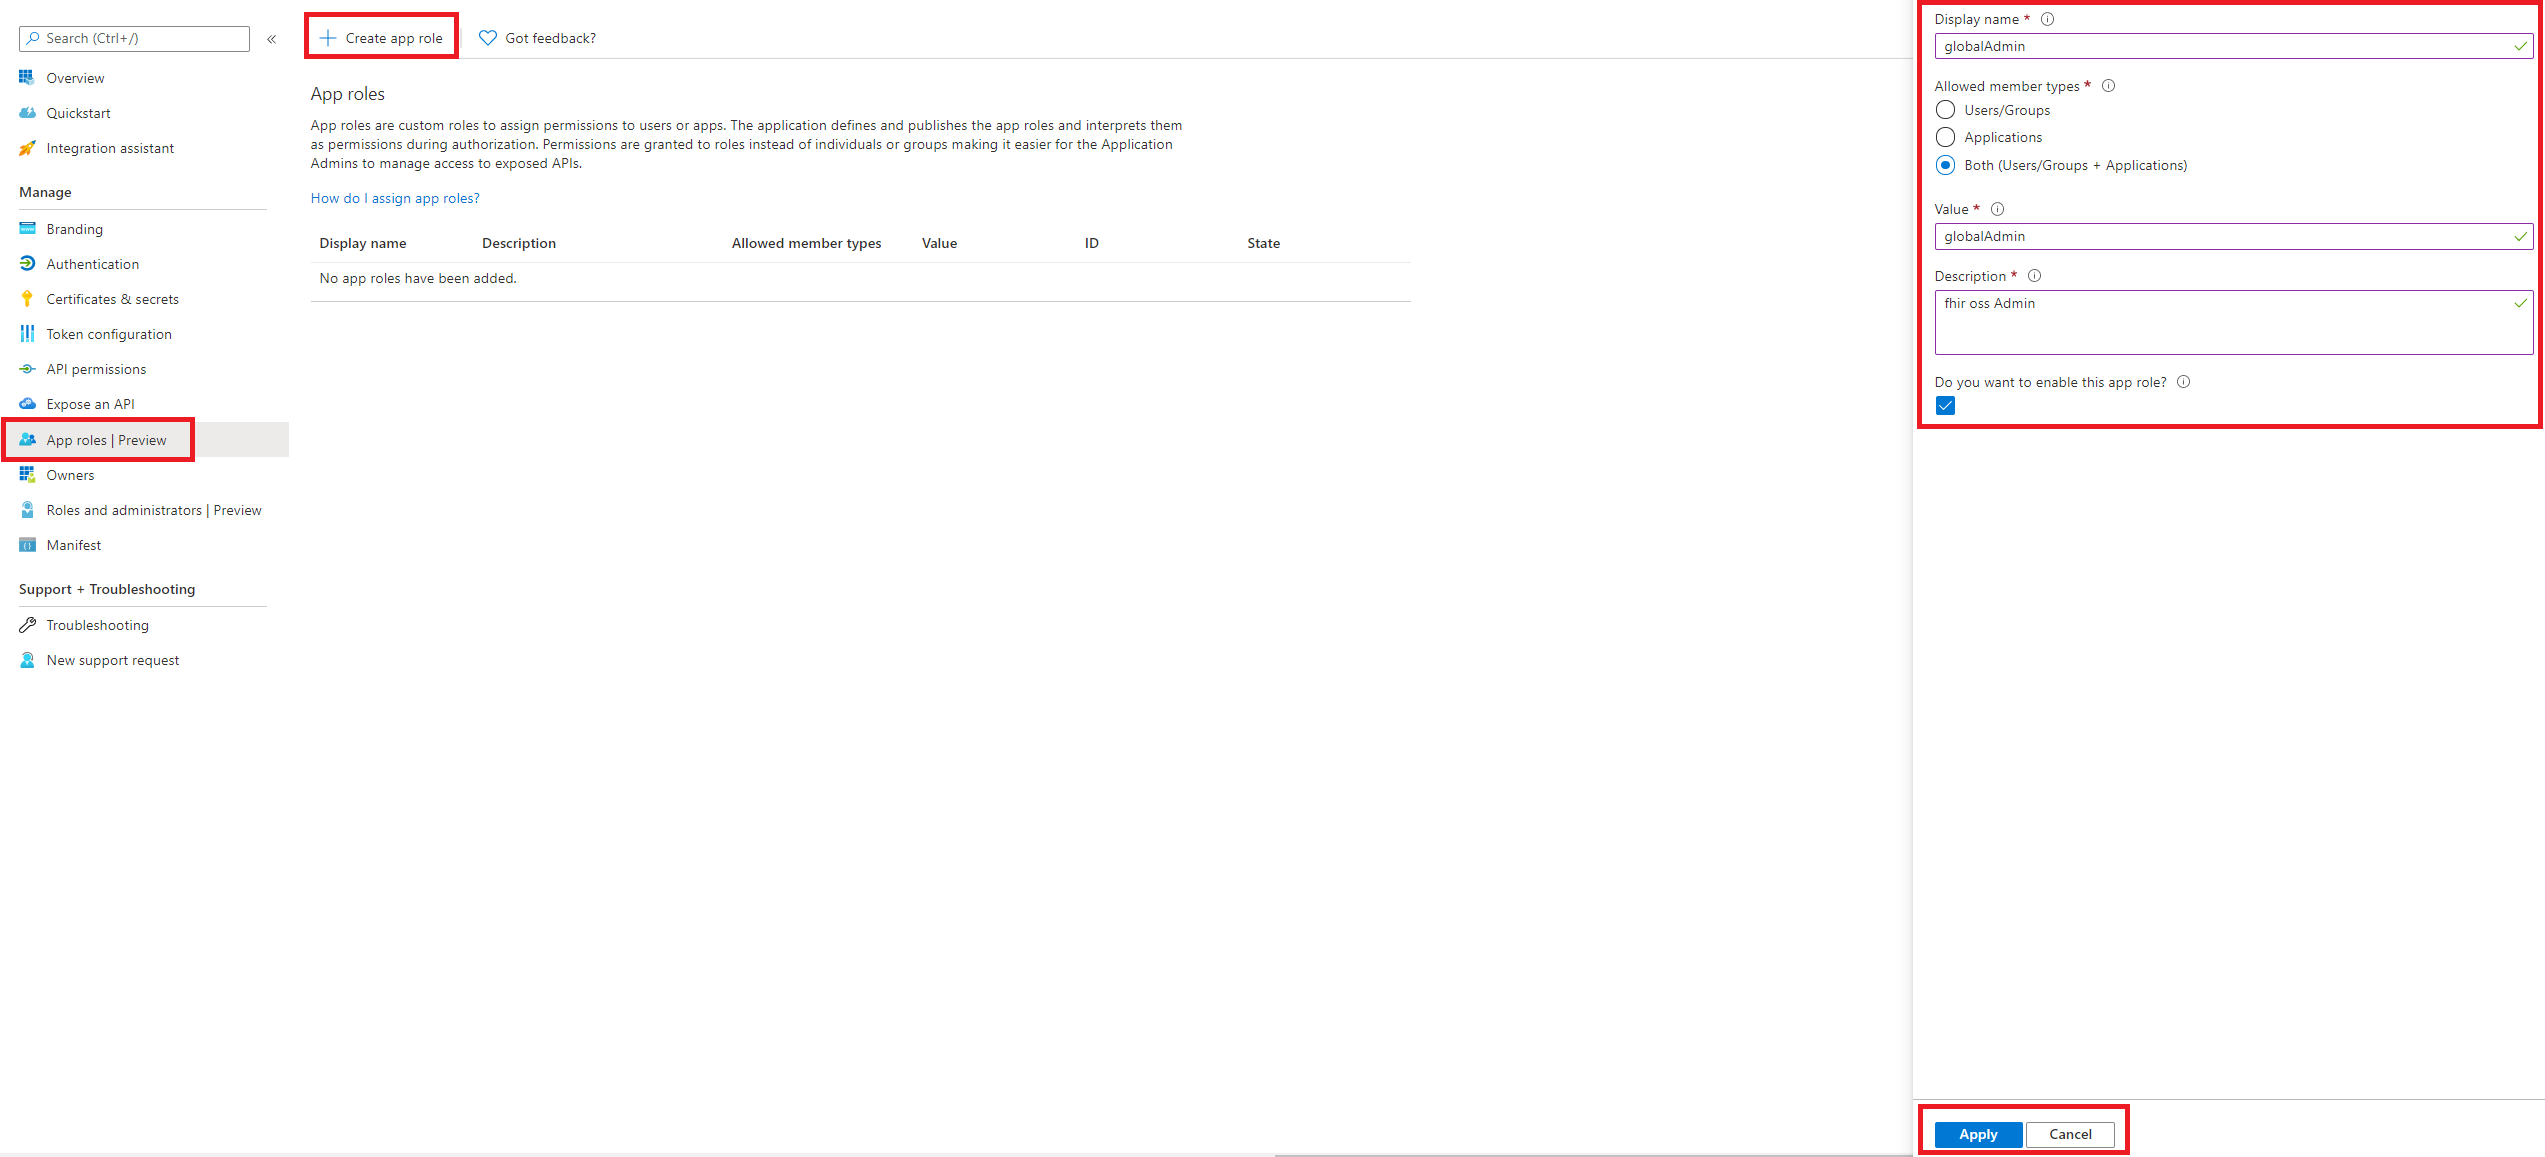 Search (Ctrl+/)
«
Overview
Quickstart
Integration assistant
Manage
Branding
Authentication
Certificates & secrets
Token configuration
API permissions
Expose an API
App roles | Preview
Owners
Roles and administrators | Preview
Manifest
Support + Troubleshooting
Troubleshooting
New support request
Create app role
Got feedback?
App roles
App roles are custom roles to assign permissions to users or apps. The application defines and publishes the app roles and interprets them
as permissions during authorization. Permissions are granted to roles instead of individuals or groups making it easier for the Application
Admins to manage access to exposed APIs.
How do I assign app roles?
Display name Description Allowed member types Value ID State
No app roles have been added.
Display name *
globalAdmin
Allowed member types *
Users/Groups
Applications
Both (Users/Groups + Applications)
Value *
globalAdmin
Description *
fhir oss Admin
Do you want to enable this app role?
Apply Cancel